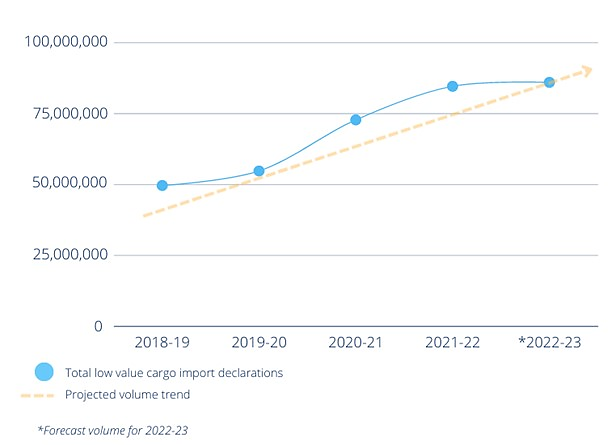 100,000,000
75,000,000
50,000,000
25,000,000
0
2018-19 2019-20 2020-21 2021-22 *2022-23
Total low value cargo import declarations
Projected volume trend
*Forecast volume for 2022-23